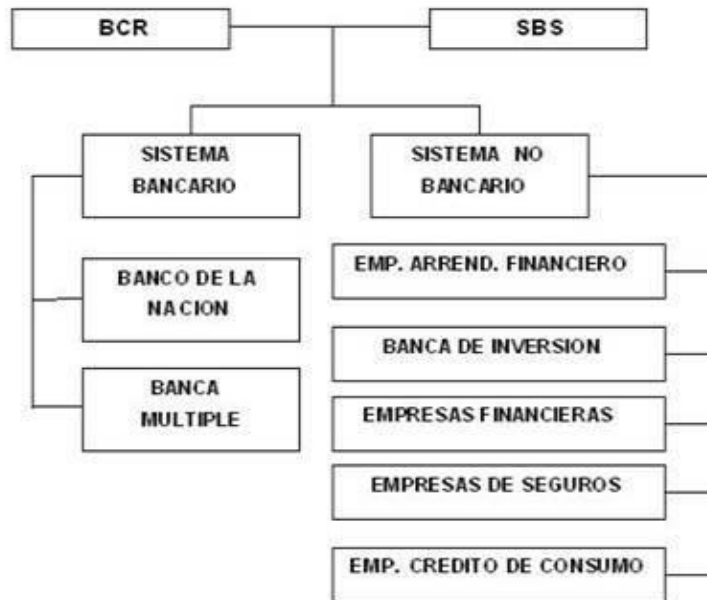 BCR
SBS
SISTEMA
BANCARIO
SISTEMA NO
BANCARIO
BANCO DE LA
NACION
BANCA
MULTIPLE
EMP. ARREND. FINANCIERO
BANCA DE INVERSION
EMPRESAS FINANCIERAS
EMPRESAS DE SEGUROS
EMP. CREDITO DE CONSUMO